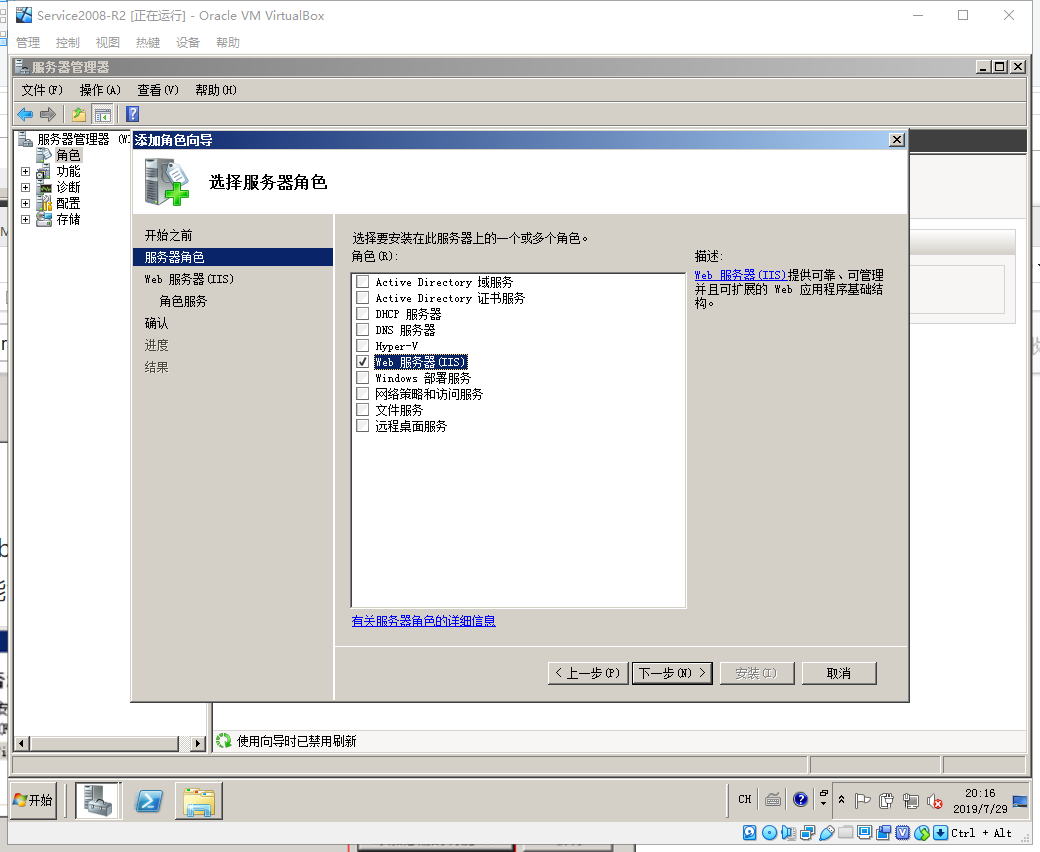 Service2008-R2 [正在运行] - Oracle VM VirtualBox
管理 控制 视图 热键 设备 帮助
服务器管理器
文件(F) 操作(A) 查看(V) 帮助(H)
服务器管理器 (WI
角色
功能
诊断
配置
存储
添加角色向导
选择服务器角色
开始之前
服务器角色
Web 服务器(IIS)
角色服务
确认
进度
结果
选择要安装在此服务器上的一个或多个角色。
角色(R):
Active Directory 域服务
Active Directory 证书服务
DHCP 服务器
DNS 服务器
Hyper-V
Web 服务器(IIS)
Windows 部署服务
网络策略和访问服务
文件服务
远程桌面服务
有关服务器角色的详细信息
描述:
Web 服务器(IIS)提供可靠、可管理
并且可扩展的 Web 应用程序基础结
构。
< 上一步(P) 下一步(N) > 安装(I) 取消
使用向导时已禁用刷新
开始
CH
20:16
2019/7/29
Ctrl + Alt